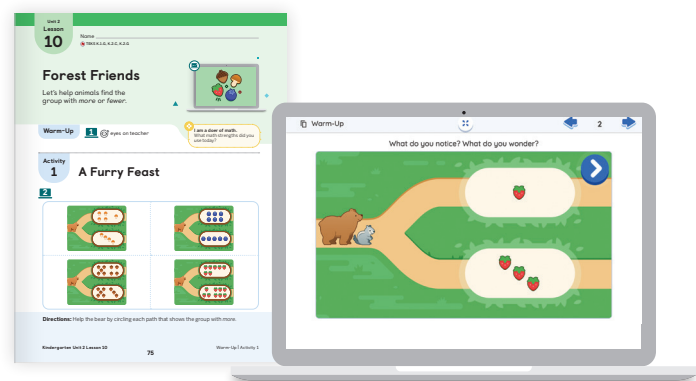 Unit 2
Lesson
10
Name
TEKS K.1.G, K.2.C, K.2.G
Forest Friends
Let's help animals find the
group with more or fewer.
Warm-Up
1
eyes on teacher
I am a doer of math.
What math strengths did you
use today?
Activity
1
A Furry Feast
2
Directions: Help the bear by circling each path that shows the group with more.
Kindergarten Unit 2 Lesson 10
75
Warm-Up | Activity 1
Warm-Up
2
What do you notice? What do you wonder?